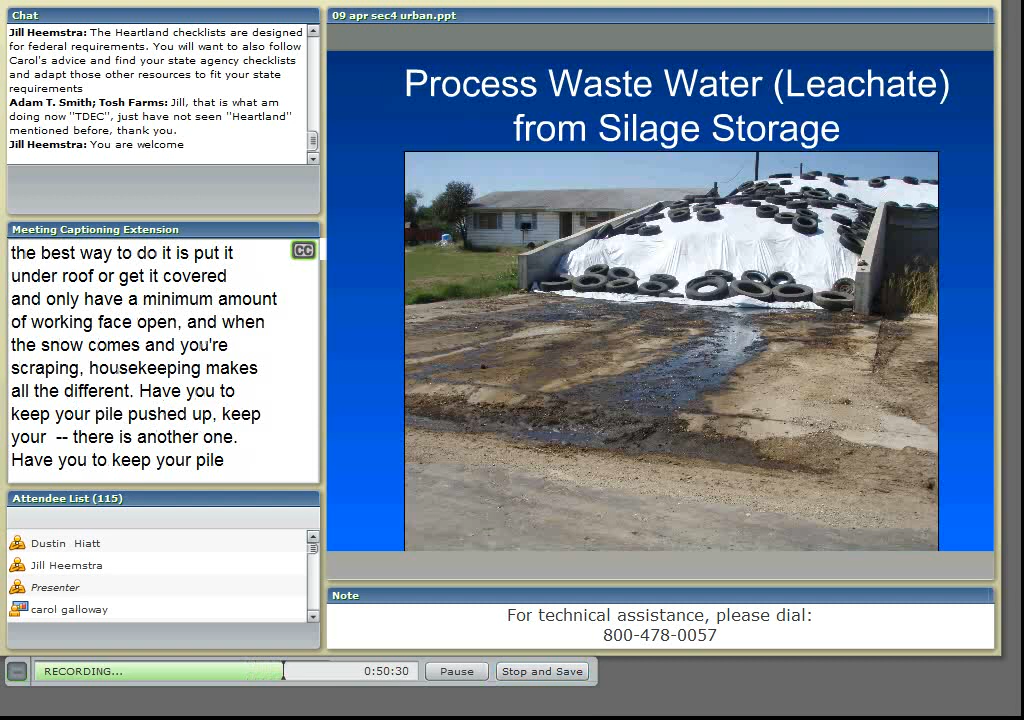 Chat
Jill Heemstra: The Heartland checklists are designed
for federal requirements. You will want to also follow
Carol's advice and find your state agency checklists
and adapt those other resources to fit your state
requirements
Adam T. Smith; Tosh Farms: Jill, that is what am
doing now "TDEC", just have not seen "Heartland"
mentioned before, thank you.
Jill Heemstra: You are welcome
Meeting Captioning Extension
CC
the best way to do it is put it
under roof or get it covered
and only have a minimum amount
of working face open, and when
the snow comes and you're
scraping, housekeeping makes
all the different. Have you to
keep your pile pushed up, keep
your -- there is another one.
Have you to keep your pile
Attendee List (115)
Dustin Hiatt
Jill Heemstra
Presenter
carol galloway
09 apr sec4 urban.ppt
Process Waste Water (Leachate)
from Silage Storage
Note
For technical assistance, please dial:
800-478-0057
RECORDING...
0:50:30
Pause
Stop and Save